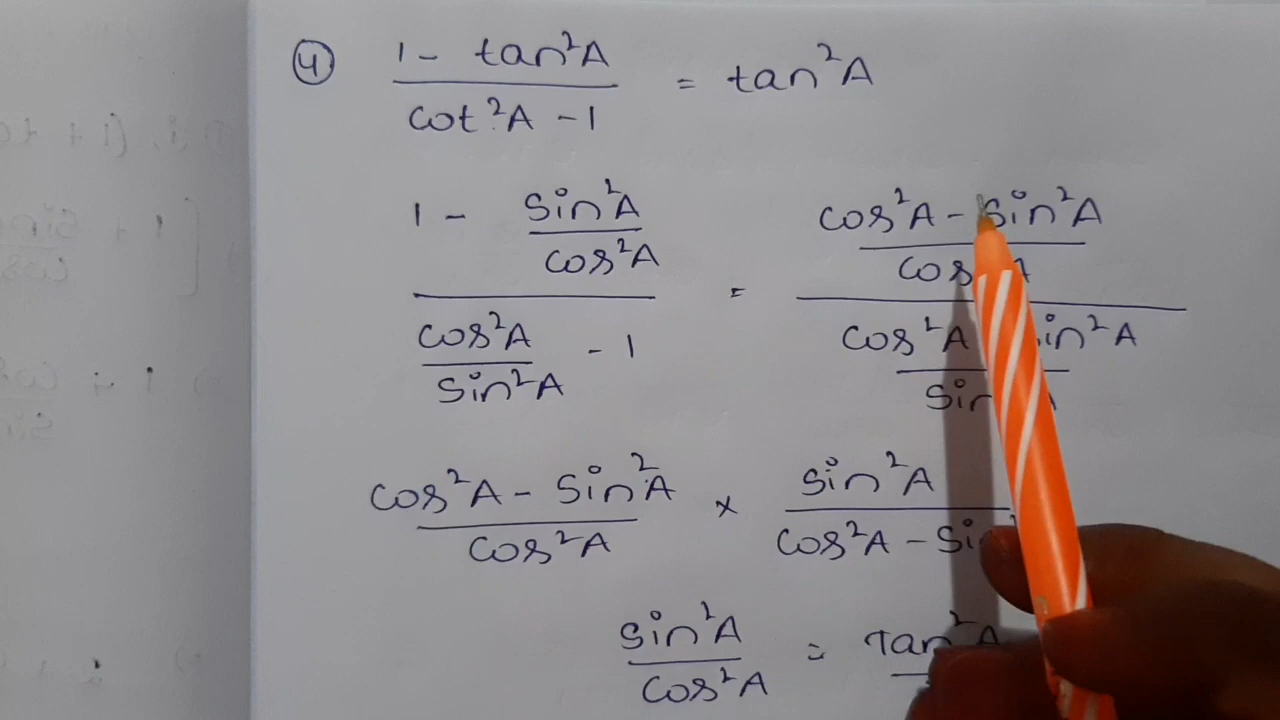 ④ 1 - tan²A / cot²A - 1 = tan²A
1 - sin²A / cos²A / cos²A / sin²A - 1 = cos²A - sin²A / cos A / cos²A sin²A / sin
cos²A - sin²A / cos²A × sin²A / cos²A -
sin²A / cos²A = Tan²A